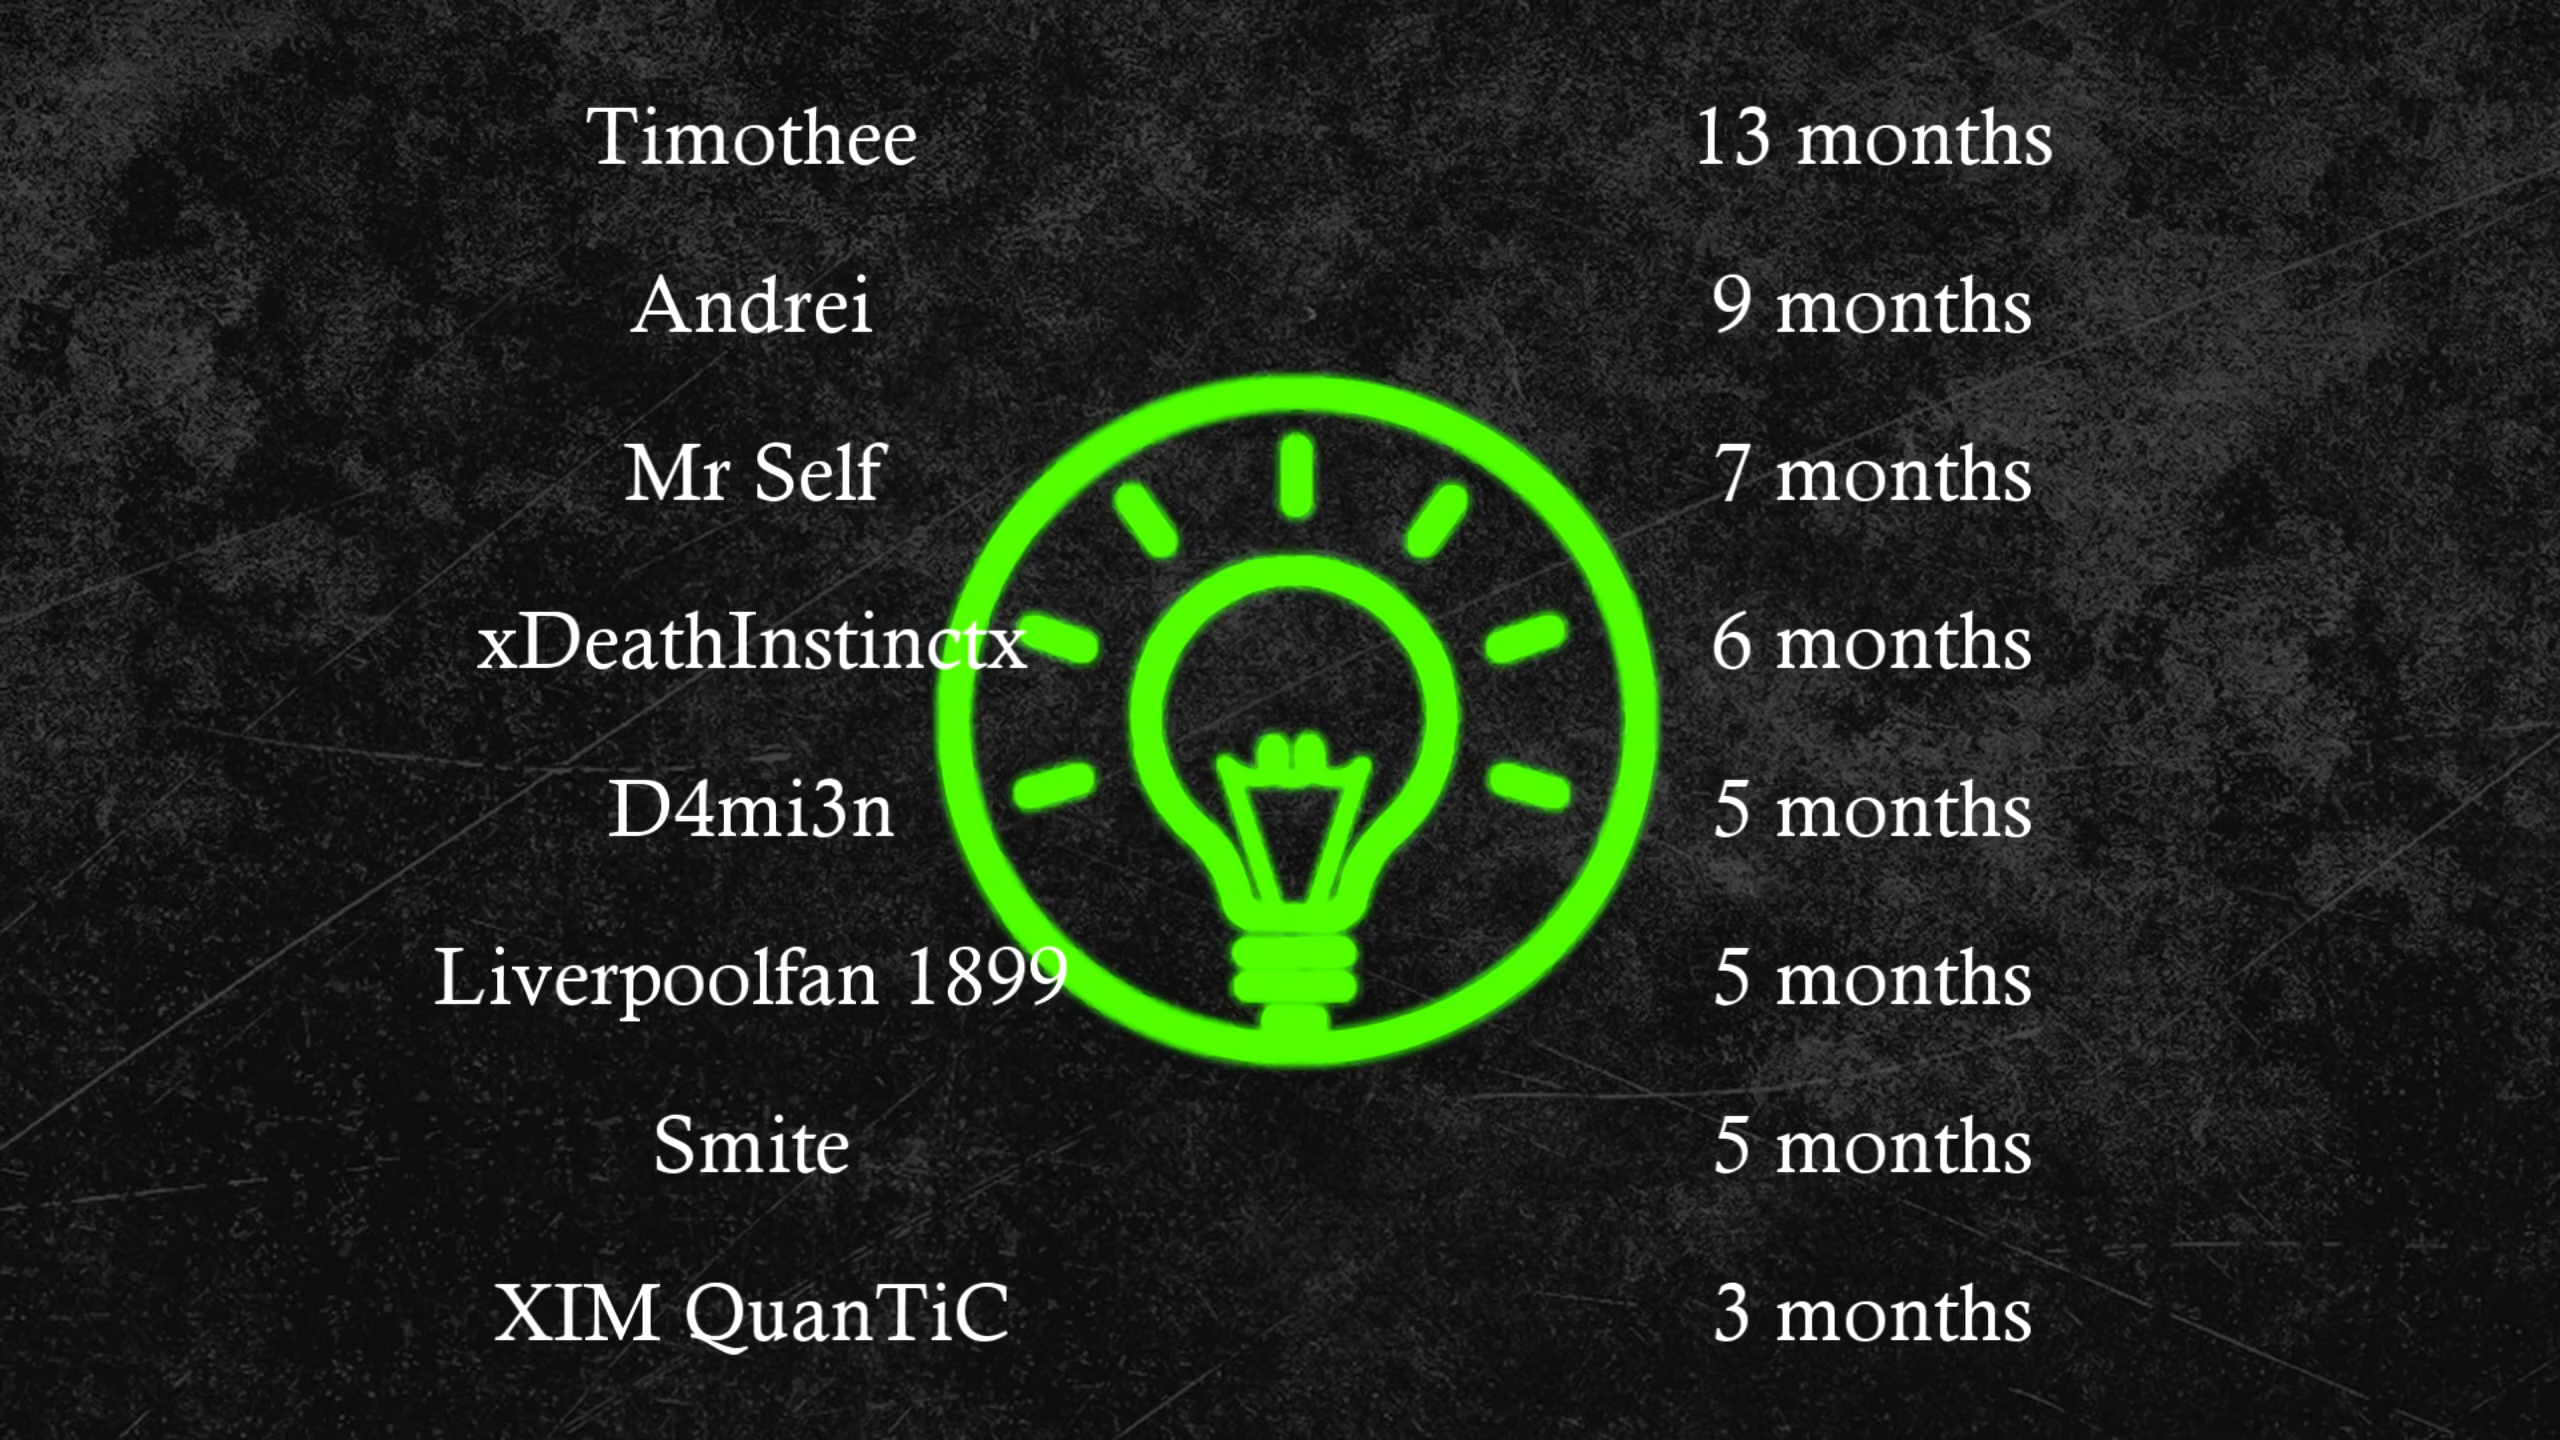 Timothee 13 months
Andrei 9 months
Mr Self 7 months
xDeathInstinctx 6 months
D4mi3n 5 months
Liverpoolfan 1899 5 months
Smite 5 months
XIM QuanTiC 3 months